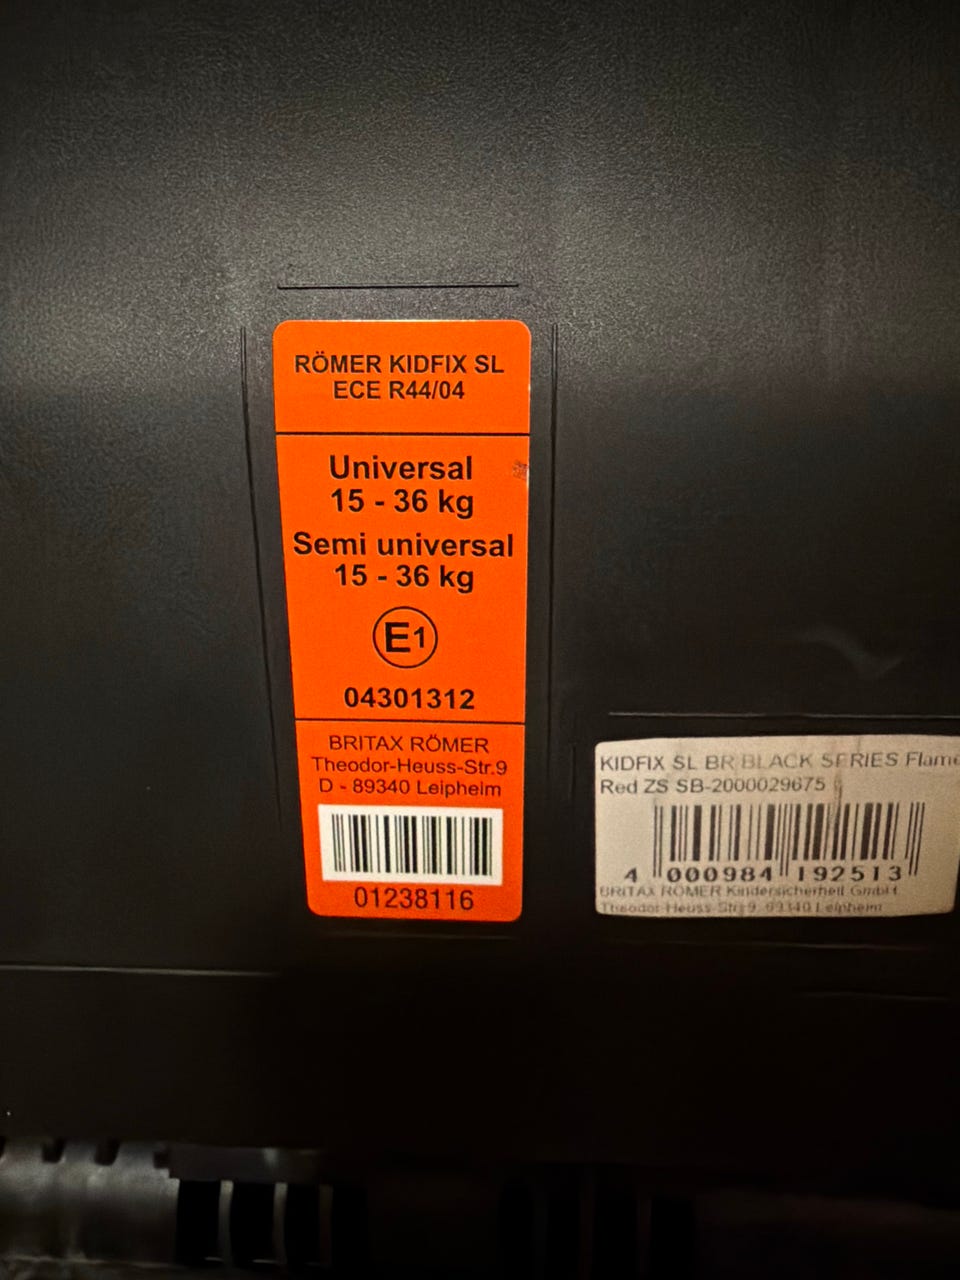 RÖMER KIDFIX SL
ECE R44/04
Universal
15 - 36 kg
Semi universal
15 - 36 kg
E1
04301312
BRITAX RÖMER
Theodor-Heuss-Str.9
D - 89340 Leipheim
01238116
KIDFIX SL BR BLACK SERIES Flame
Red ZS SB-2000029675
4 000984 192513
BRITAX RÖMER Kindersicherheit GmbH
Theodor-Heuss-Str. 9, 89340 Leipheim